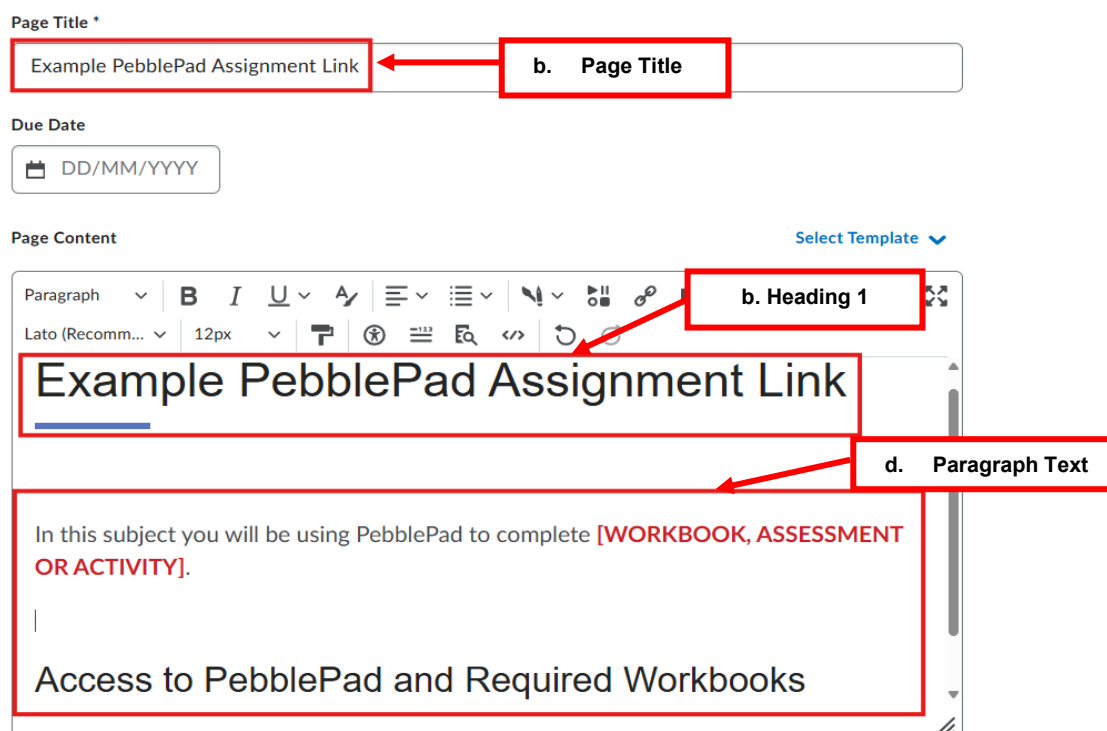 Page Title *
Example PebblePad Assignment Link
b. Page Title
Due Date
DD/MM/YYYY
Page Content
Select Template
Paragraph
B I U A
b. Heading 1
Lato (Recomm...
12px
Example PebblePad Assignment Link
d. Paragraph Text
In this subject you will be using PebblePad to complete [WORKBOOK, ASSESSMENT
OR ACTIVITY].
Access to PebblePad and Required Workbooks